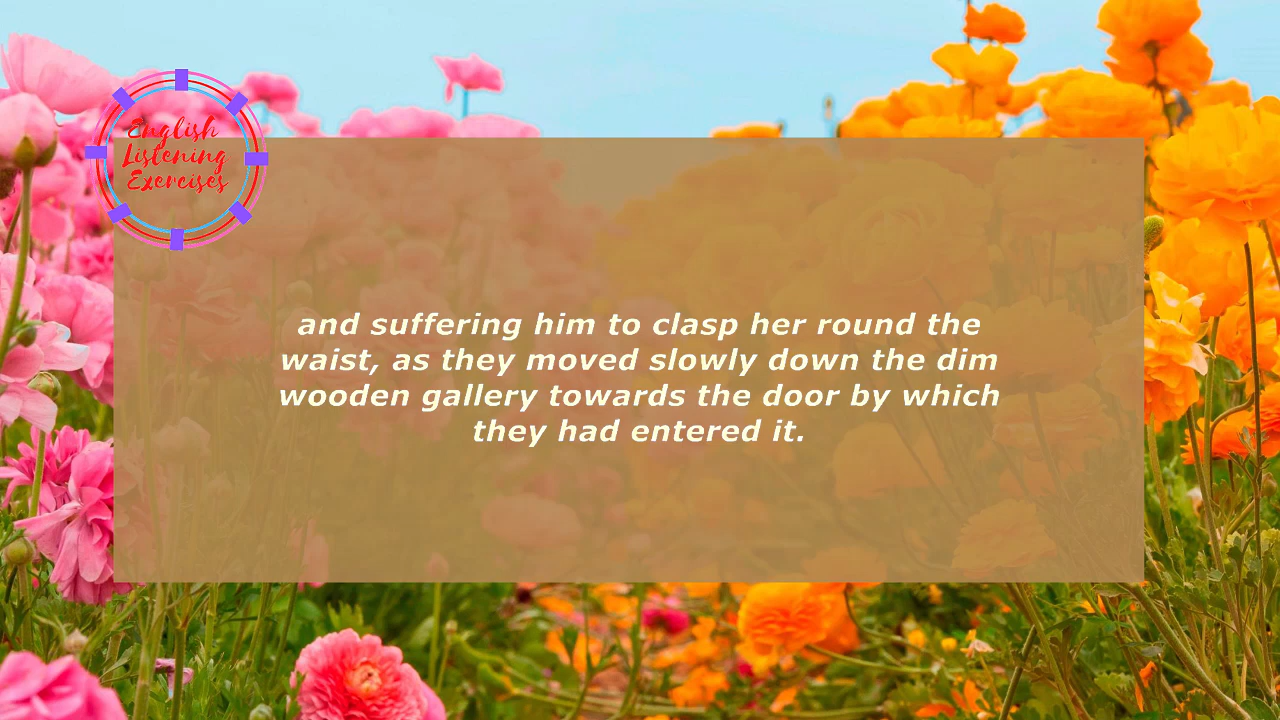 English
Listening
Exercises
and suffering him to clasp her round the
waist, as they moved slowly down the dim
wooden gallery towards the door by which
they had entered it.